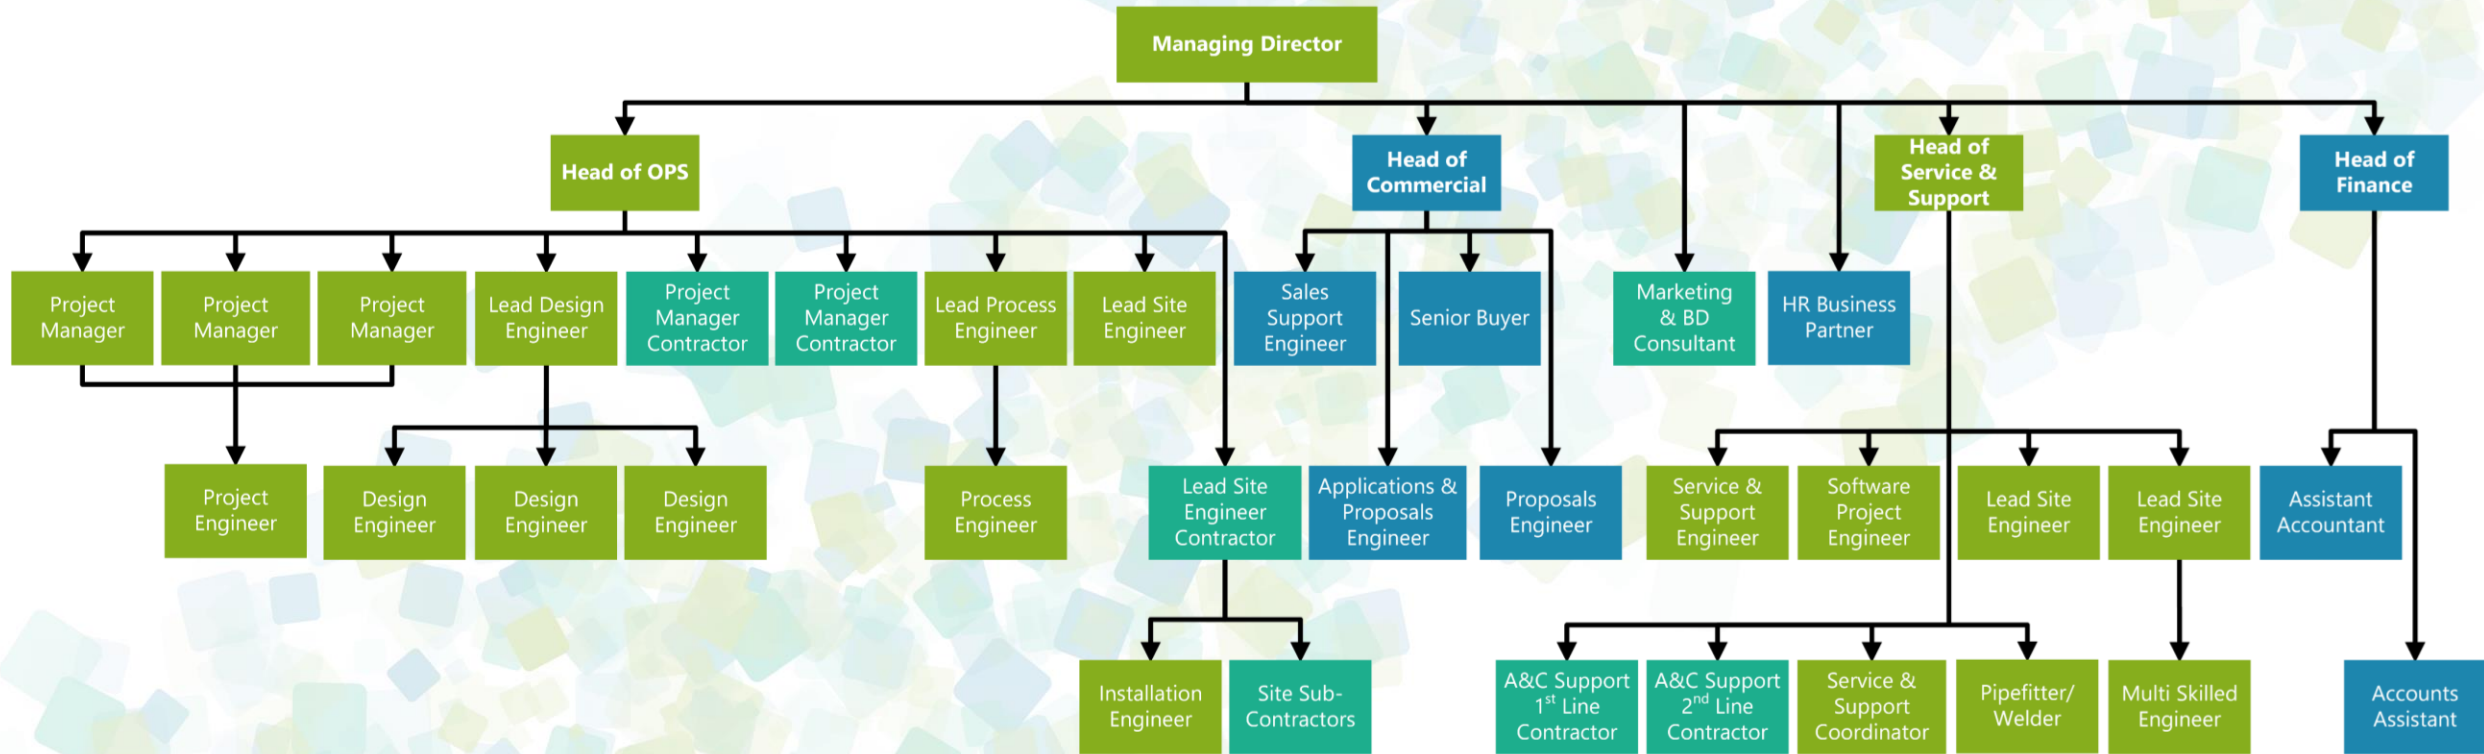 Managing Director
Head of OPS
Head of
Commercial
Head of
Service &
Support
Head of
Finance
Project
Manager
Project
Manager
Project
Manager
Lead Design
Engineer
Project
Manager
Contractor
Project
Manager
Contractor
Lead Process
Engineer
Lead Site
Engineer
Sales
Support
Engineer
Senior Buyer
Marketing
& BD
Consultant
HR Business
Partner
Project
Engineer
Design
Engineer
Design
Engineer
Design
Engineer
Process
Engineer
Lead Site
Engineer
Contractor
Applications &
Proposals
Engineer
Proposals
Engineer
Service &
Support
Engineer
Software
Project
Engineer
Lead Site
Engineer
Lead Site
Engineer
Assistant
Accountant
Installation
Engineer
Site Sub-
Contractors
A&C Support
1st Line
Contractor
A&C Support
2nd Line
Contractor
Service &
Support
Coordinator
Pipefitter/
Welder
Multi Skilled
Engineer
Accounts
Assistant